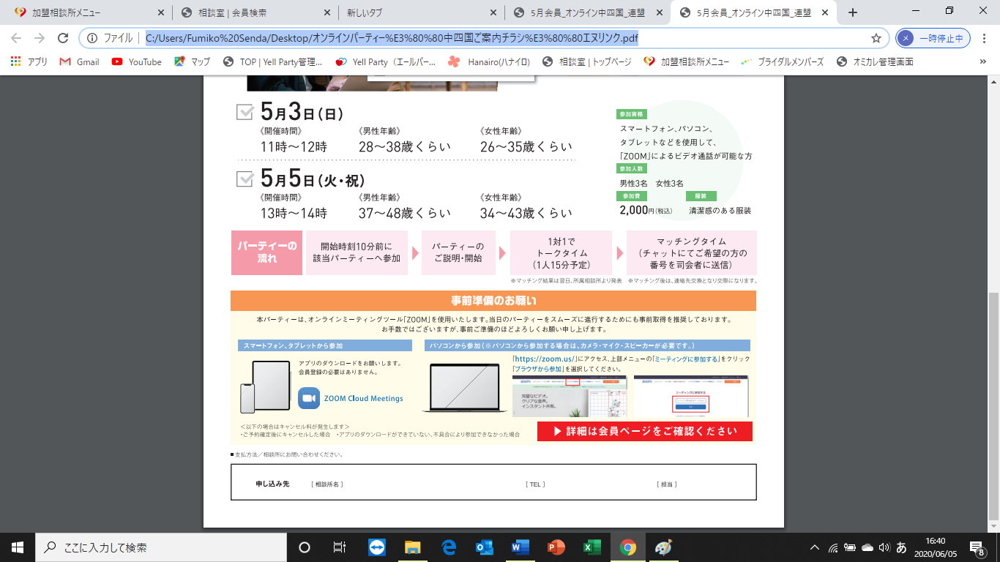 加盟相談所メニュー
相談室 | 会員検索
新しいタブ
5月会員_オンライン中四国_連盟
5月会員_オンライン中四国_連盟
ファイル
C:/Users/Fumiko%20Senda/Desktop/オンラインパーティー%E3%80%80中四国ご案内チラシ%E3%80%80エヌリンク.pdf
一時停止中
アプリ
Gmail
YouTube
マップ
TOP | Yell Party管理...
Yell Party（エールパー...
Hanairo(ハナイロ)
相談室 | トップページ
加盟相談所メニュー
ブライダルメンバーズ
オミカレ管理画面
5月3日（日）
《開催時間》 《男性年齢》 《女性年齢》
11時〜12時 28〜38歳くらい 26〜35歳くらい
5月5日（火・祝）
《開催時間》 《男性年齢》 《女性年齢》
13時〜14時 37〜48歳くらい 34〜43歳くらい
参加資格
スマートフォン、パソコン、
タブレットなどを使用して、
「ZOOM」によるビデオ通話が可能な方
参加人数
男性3名 女性3名
参加費 服装
2,000円（税込） 清潔感のある服装
パーティーの
流れ
開始時刻10分前に
該当パーティーへ参加
パーティーの
ご説明・開始
1対1で
トークタイム
（1人15分予定）
マッチングタイム
（チャットにてご希望の方の
番号を司会者に送信）
※マッチング結果は翌日、所属相談所より発表 ※マッチング後は、連絡先交換となり交際になります。
事前準備のお願い
本パーティーは、オンラインミーティングツール「ZOOM」を使用いたします。当日のパーティーをスムーズに進行するためにも事前取得を推奨しております。
お手数ではございますが、事前ご準備のほどよろしくお願い申し上げます。
スマートフォン、タブレットから参加
アプリのダウンロードをお願いします。
会員登録の必要はありません。
ZOOM Cloud Meetings
パソコンから参加（※パソコンから参加する場合は、カメラ・マイク・スピーカーが必要です。）
「https://zoom.us/」にアクセス、上部メニューの「ミーティングに参加する」をクリック
「ブラウザから参加」を選択してください。
zoom
完璧なビデオ。
クリアな音声。
インスタント共有。
zoom
ミーティングに参加する
＜以下の場合はキャンセル料が発生します＞
・ご予約確定後にキャンセルした場合 ・アプリのダウンロードができていない、不具合により参加できなかった場合
▶ 詳細は会員ページをご確認ください
■ 支払方法／相談所にお問い合わせください。
申し込み先 ［ 相談所名 ］ ［ TEL ］ ［ 担当 ］
ここに入力して検索
あ
16:40
2020/06/05
8